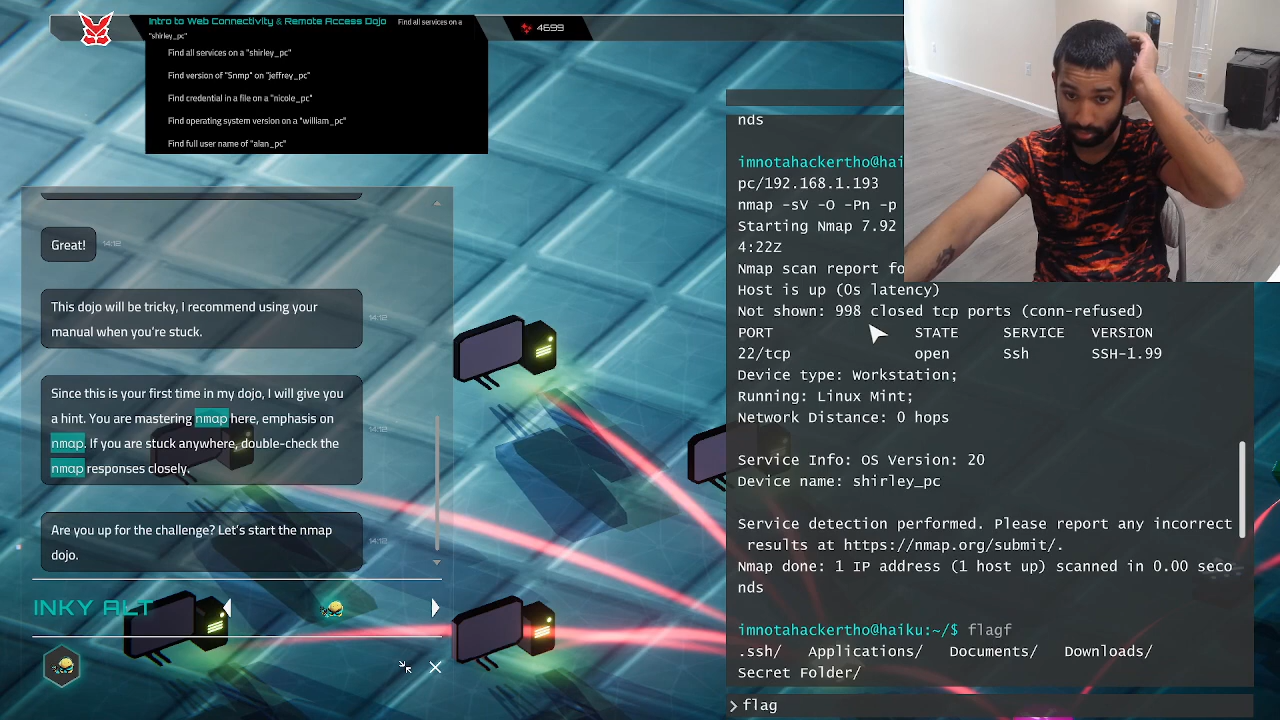 Intro to Web Connectivity & Remote Access Dojo
Find all services on a
"shirley_pc"
Find all services on a "shirley_pc"
Find version of "Snmp" on "jeffrey_pc"
Find credential in a file on a "nicole_pc"
Find operating system version on a "william_pc"
Find full user name of "alan_pc"
4699
Great!
14:12
This dojo will be tricky, I recommend using your
manual when you're stuck.
14:12
Since this is your first time in my dojo, I will give you
a hint. You are mastering nmap here, emphasis on
nmap. If you are stuck anywhere, double-check the
nmap responses closely.
14:12
Are you up for the challenge? Let's start the nmap
dojo.
14:12
INKY ALT
nds
imnotahackertho@hai
pc/192.168.1.193
nmap -sV -O -Pn -p
Starting Nmap 7.92
4:22Z
Nmap scan report fo
Host is up (0s latency)
Not shown: 998 closed tcp ports (conn-refused)
PORT STATE SERVICE VERSION
22/tcp open Ssh SSH-1.99
Device type: Workstation;
Running: Linux Mint;
Network Distance: 0 hops
Service Info: OS Version: 20
Device name: shirley_pc
Service detection performed. Please report any incorrect
results at https://nmap.org/submit/.
Nmap done: 1 IP address (1 host up) scanned in 0.00 seco
nds
imnotahackertho@haiku:~/$ flagf
.ssh/ Applications/ Documents/ Downloads/
Secret Folder/
> flag